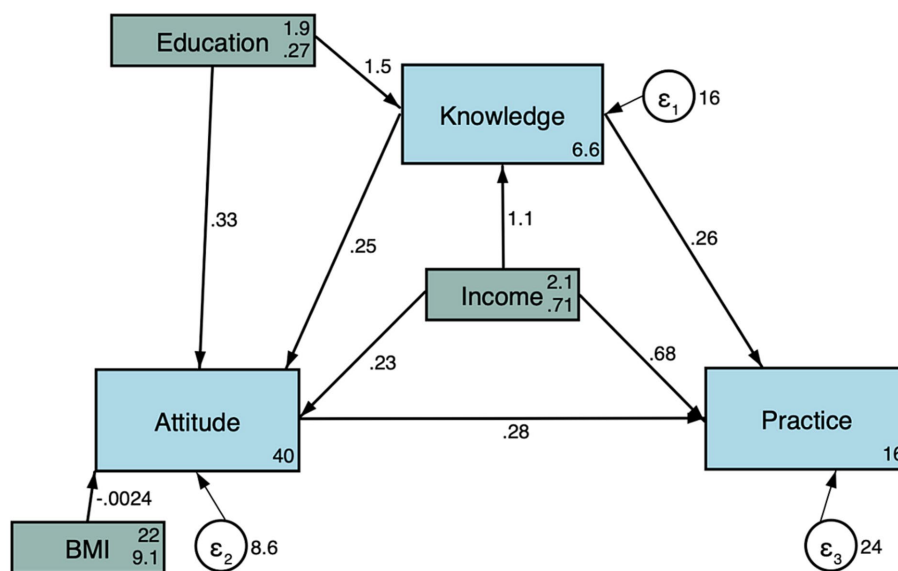 1.9
Education
.27
1.5
Knowledge
6.6
ε1
16
.33
1.1
.25
.26
2.1
Income
.71
.23
.68
Attitude
40
.28
Practice
16
-.0024
22
BMI
9.1
ε2
8.6
ε3
24